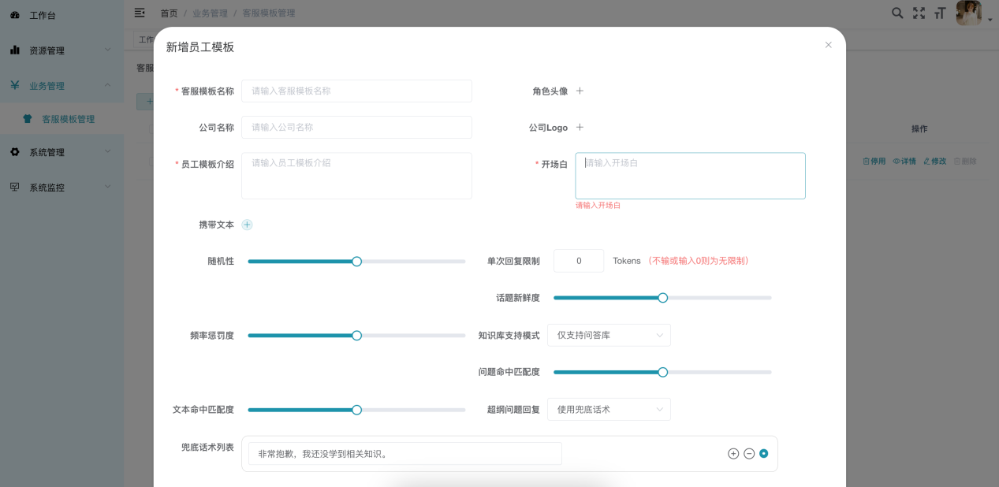 工作台
首页 / 业务管理 / 客服模板管理
资源管理
业务管理
客服模板管理
系统管理
系统监控
工作
客服
新增员工模板
* 客服模板名称 请输入客服模板名称
角色头像
公司名称 请输入公司名称
公司Logo
* 员工模板介绍 请输入员工模板介绍
* 开场白 请输入开场白
请输入开场白
携带文本
随机性
单次回复限制 0 Tokens （不输或输入0则为无限制）
话题新鲜度
频率惩罚度
知识库支持模式 仅支持问答库
问题命中匹配度
文本命中匹配度
超纲问题回复 使用兜底话术
兜底话术列表 非常抱歉，我还没学到相关知识。
操作
停用 详情 修改 删除